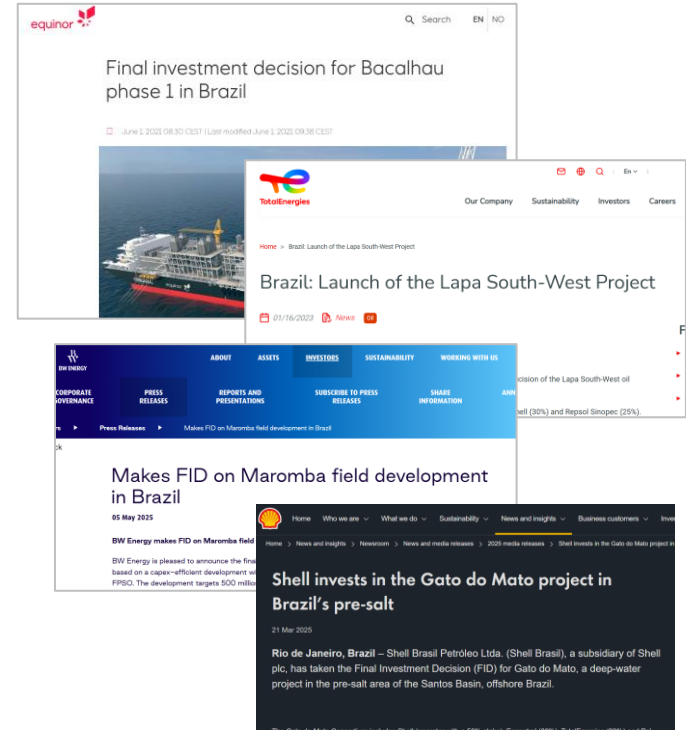 equinor
Search EN NO
Final investment decision for Bacalhau
phase 1 in Brazil
June 1, 2021 08:30 CEST | Last modified June 1, 2021 09:38 CEST
equinor
TotalEnergies
En
Our Company Sustainability Investors Careers
Home > Brazil: Launch of the Lapa South-West Project
Brazil: Launch of the Lapa South-West Project
01/16/2023 News Oil
F
cision of the Lapa South-West oil
hell (30%) and Repsol Sinopec (25%).
BW ENERGY
ABOUT ASSETS INVESTORS SUSTAINABILITY WORKING WITH US
CORPORATE
GOVERNANCE
PRESS
RELEASES
REPORTS AND
PRESENTATIONS
SUBSCRIBE TO PRESS
RELEASES
SHARE
INFORMATION
ANN
rs Press Releases Makes FID on Maromba field development in Brazil
ck
Makes FID on Maromba field development
in Brazil
05 May 2025
BW Energy makes FID on Maromba field
BW Energy is pleased to announce the fina
based on a capex-efficient development w
FPSO. The development targets 500 millio
Home Who we are What we do Sustainability News and insights Business customers Inve
Home > News and Insights > Newsroom > News and media releases > 2025 media releases > Shell invests in the Gato do Mato project in
Shell invests in the Gato do Mato project in
Brazil's pre-salt
21 Mar 2025
Rio de Janeiro, Brazil – Shell Brasil Petróleo Ltda. (Shell Brasil), a subsidiary of Shell
plc, has taken the Final Investment Decision (FID) for Gato do Mato, a deep-water
project in the pre-salt area of the Santos Basin, offshore Brazil.